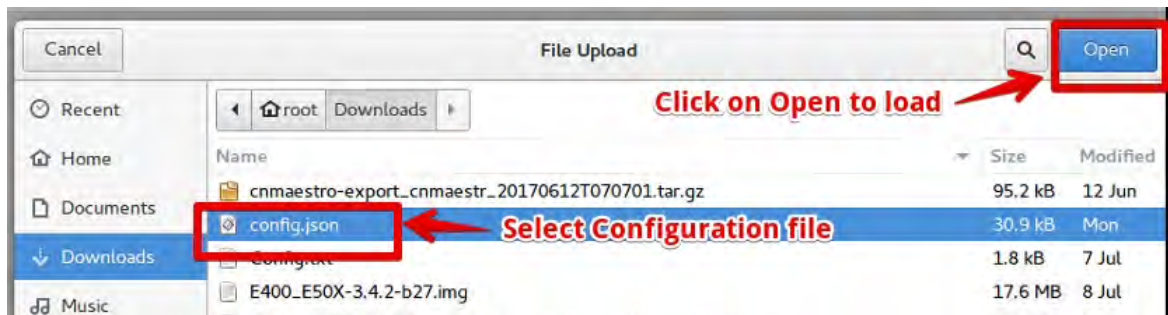 Cancel File Upload Open
Click on Open to load
Recent root Downloads
Home Name Size Modified
cnmaestro-export_cnmaestr_20170612T070701.tar.gz 95.2 kB 12 Jun
Documents
config.json Select Configuration file 30.9 kB Mon
Downloads Config.txt 1.8 kB 7 Jul
E400_E50X-3.4.2-b27.img 17.6 MB 8 Jul
Music